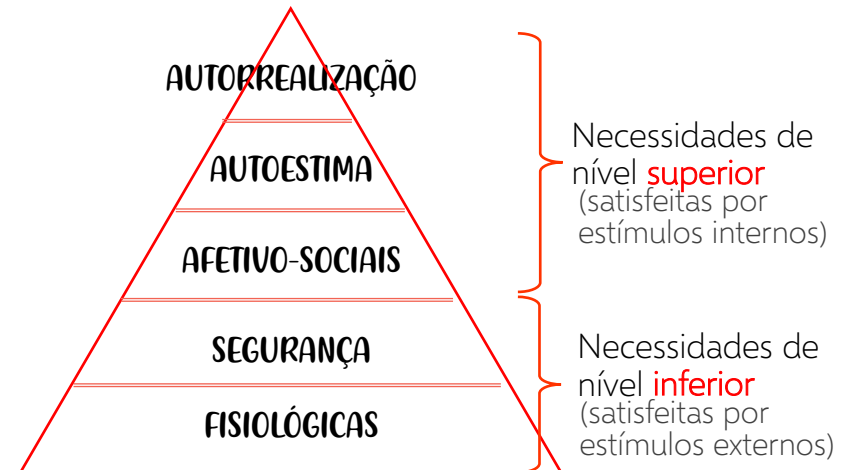 AUTORREALIZAÇÃO
AUTOESTIMA
AFETIVO-SOCIAIS
SEGURANÇA
FISIOLÓGICAS
Necessidades de
nível superior
(satisfeitas por
estímulos internos)
Necessidades de
nível inferior
(satisfeitas por
estímulos externos)